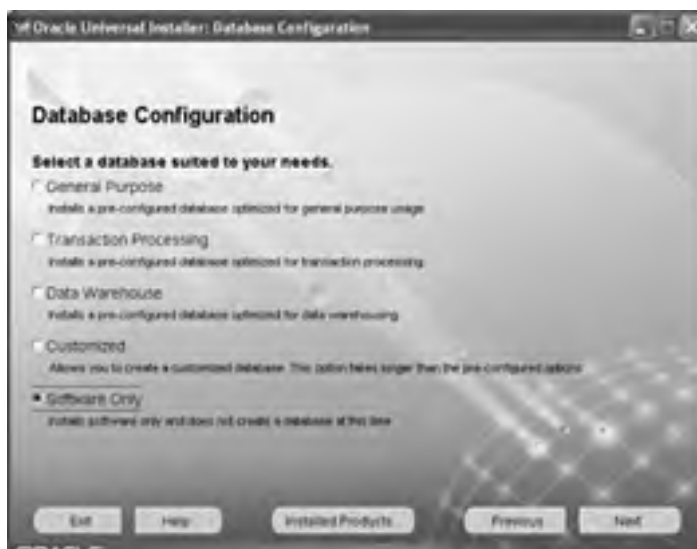 Oracle Universal Installer: Database Configuration
Database Configuration
Select a database suited to your needs.
General Purpose
Installs a pre-configured database optimized for general purpose usage
Transaction Processing
Installs a pre-configured database optimized for transaction processing
Data Warehouse
Installs a pre-configured database optimized for data warehousing
Customized
Allows you to create a customized database. This option takes longer than the pre-configured options
Software Only
Installs software only and does not create a database at this time
Exit Help Installed Products Previous Next
ORACLE